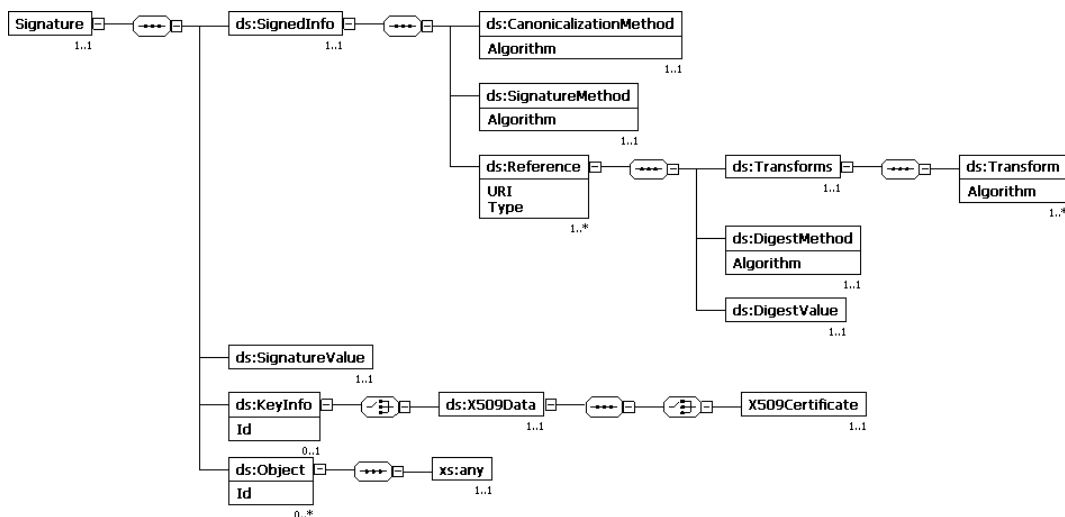 Signature
1..1
ds:SignedInfo
1..1
ds:CanonicalizationMethod
Algorithm
1..1
ds:SignatureMethod
Algorithm
1..1
ds:Reference
URI
Type
1..*
ds:Transforms
1..1
ds:Transform
Algorithm
1..*
ds:DigestMethod
Algorithm
1..1
ds:DigestValue
1..1
ds:SignatureValue
1..1
ds:KeyInfo
Id
0..1
ds:X509Data
1..1
X509Certificate
1..1
ds:Object
Id
0..*
xs:any
1..1